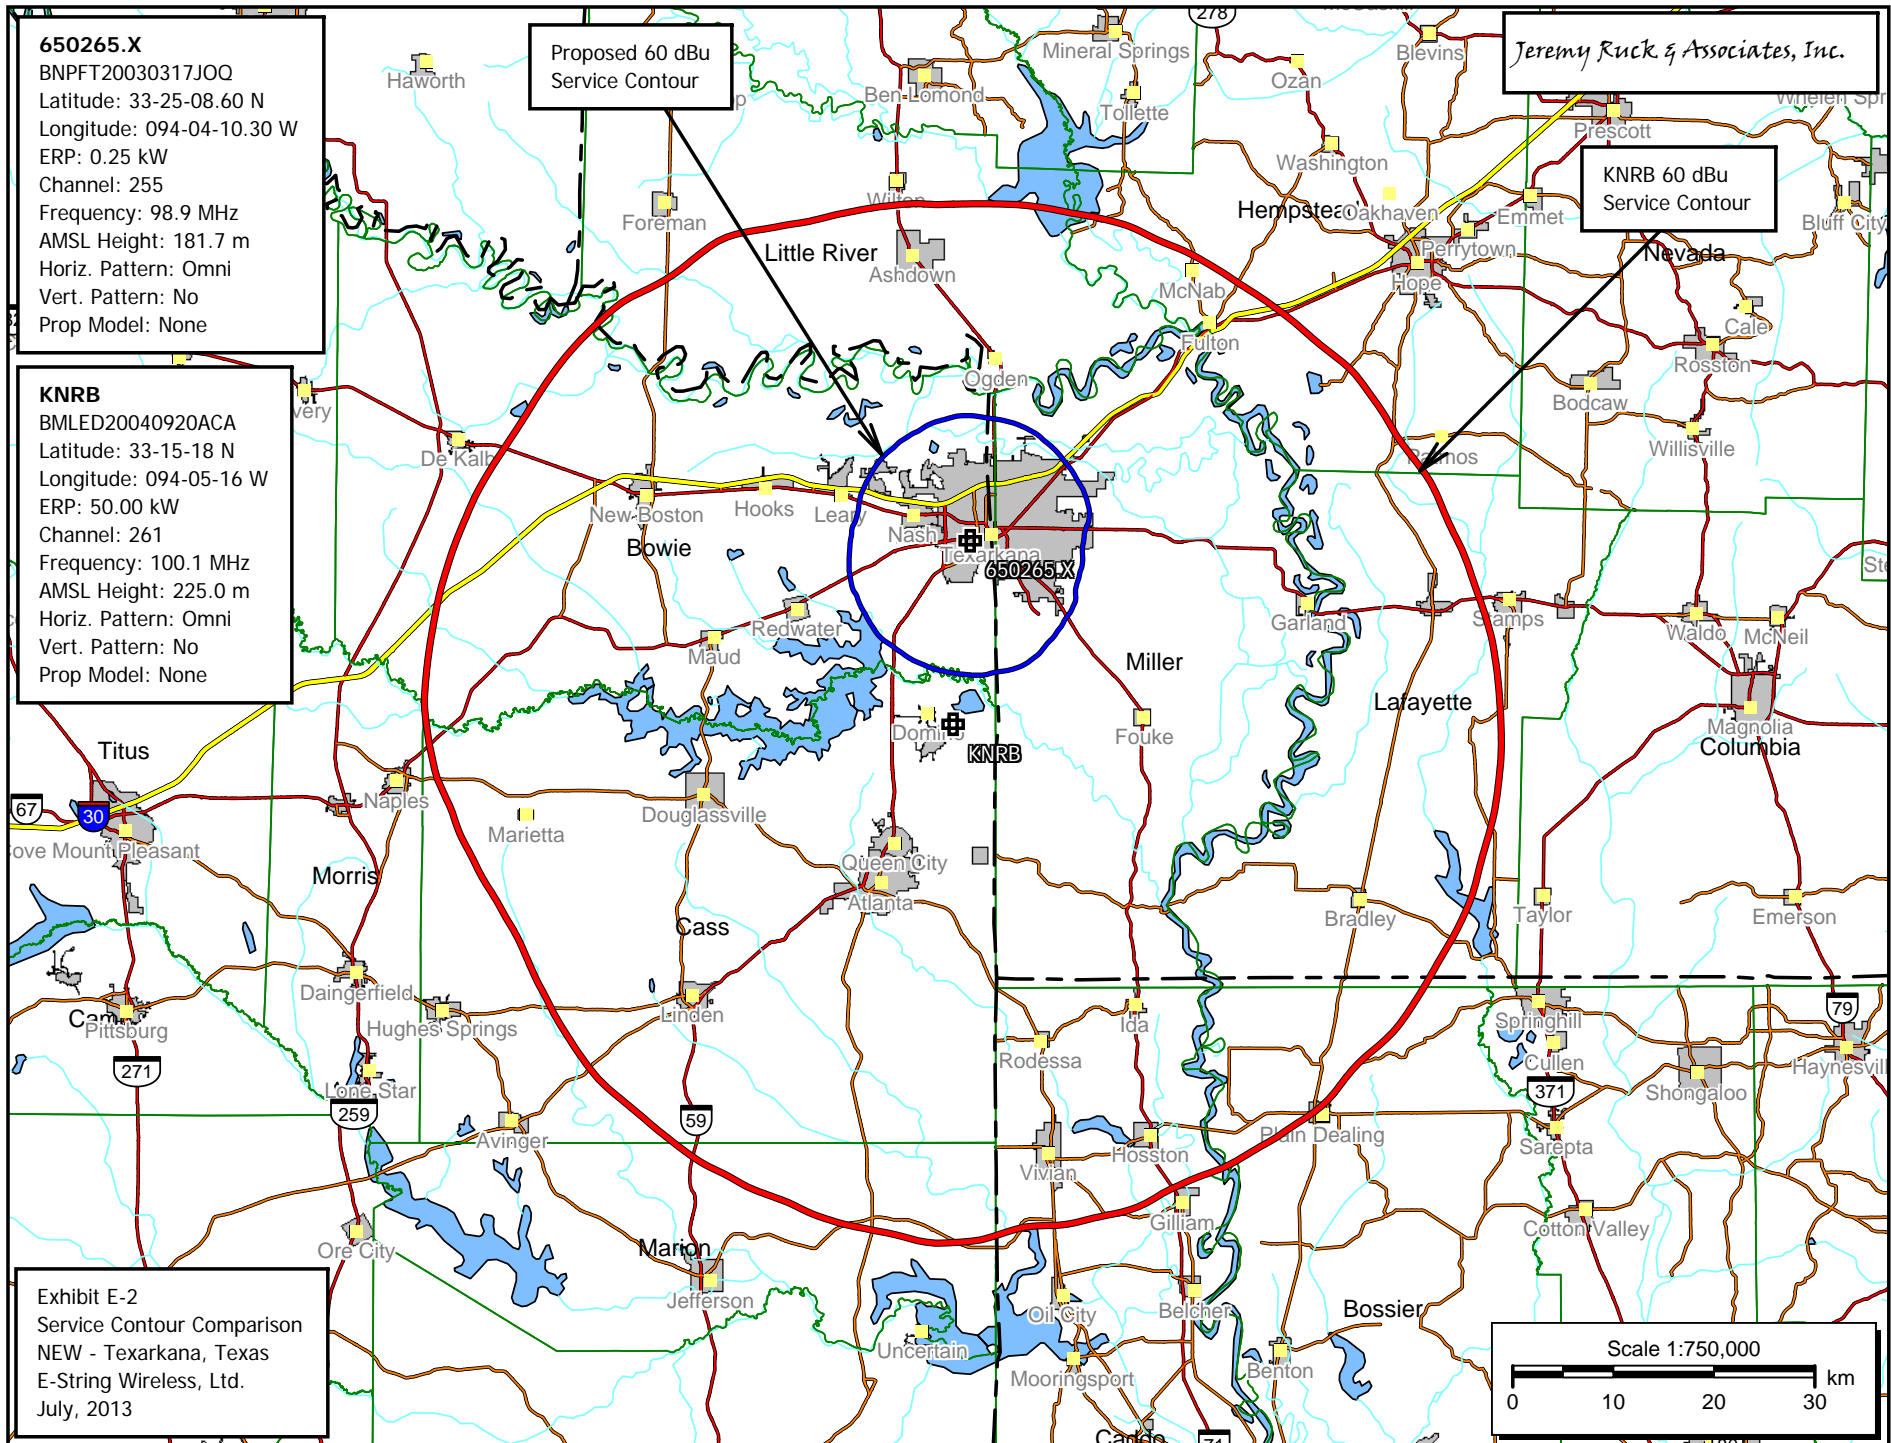 650265.X
BNPFT20030317JOQ
Latitude: 33-25-08.60 N
Longitude: 094-04-10.30 W
ERP: 0.25 kW
Channel: 255
Frequency: 98.9 MHz
AMSL Height: 181.7 m
Horiz. Pattern: Omni
Vert. Pattern: No
Prop Model: None
KNRB
BMLED20040920ACA
Latitude: 33-15-18 N
Longitude: 094-05-16 W
ERP: 50.00 kW
Channel: 261
Frequency: 100.1 MHz
AMSL Height: 225.0 m
Horiz. Pattern: Omni
Vert. Pattern: No
Prop Model: None
Proposed 60 dBu
Service Contour
Jeremy Ruck & Associates, Inc.
KNRB 60 dBu
Service Contour
278
Haworth
Mineral Springs
Blevins
Ozan
Ben Lomond
Tollette
Prescott
Washington
Wilton
Foreman
Hempstead
Oakhaven
Emmet
Bluff City
Little River
Ashdown
Perrytown
Nevada
McNab
Hope
Cale
Fulton
Rosston
Ogden
Bodcaw
Willisville
De Kalb
Patmos
New Boston
Hooks
Leary
Nash
Texarkana
650265.X
Bowie
Redwater
Maud
Garland
Stamps
Waldo
McNeil
Miller
Lafayette
Domino
KNRB
Fouke
Magnolia
Columbia
Titus
67
30
Mount Pleasant
Naples
Marietta
Douglassville
Queen City
Atlanta
Morris
Cass
Bradley
Taylor
Emerson
Daingerfield
Hughes Springs
Linden
Pittsburg
Ida
Springhill
79
Rodessa
Cullen
271
Lone Star
259
59
371
Shongaloo
Haynesvill
Avinger
Plain Dealing
Hosston
Sarepta
Vivian
Gilliam
Cotton Valley
Ore City
Marion
Jefferson
Oil City
Belcher
Bossier
Uncertain
Mooringsport
Benton
Caddo
71
Exhibit E-2
Service Contour Comparison
NEW - Texarkana, Texas
E-String Wireless, Ltd.
July, 2013
Scale 1:750,000
km
0 10 20 30